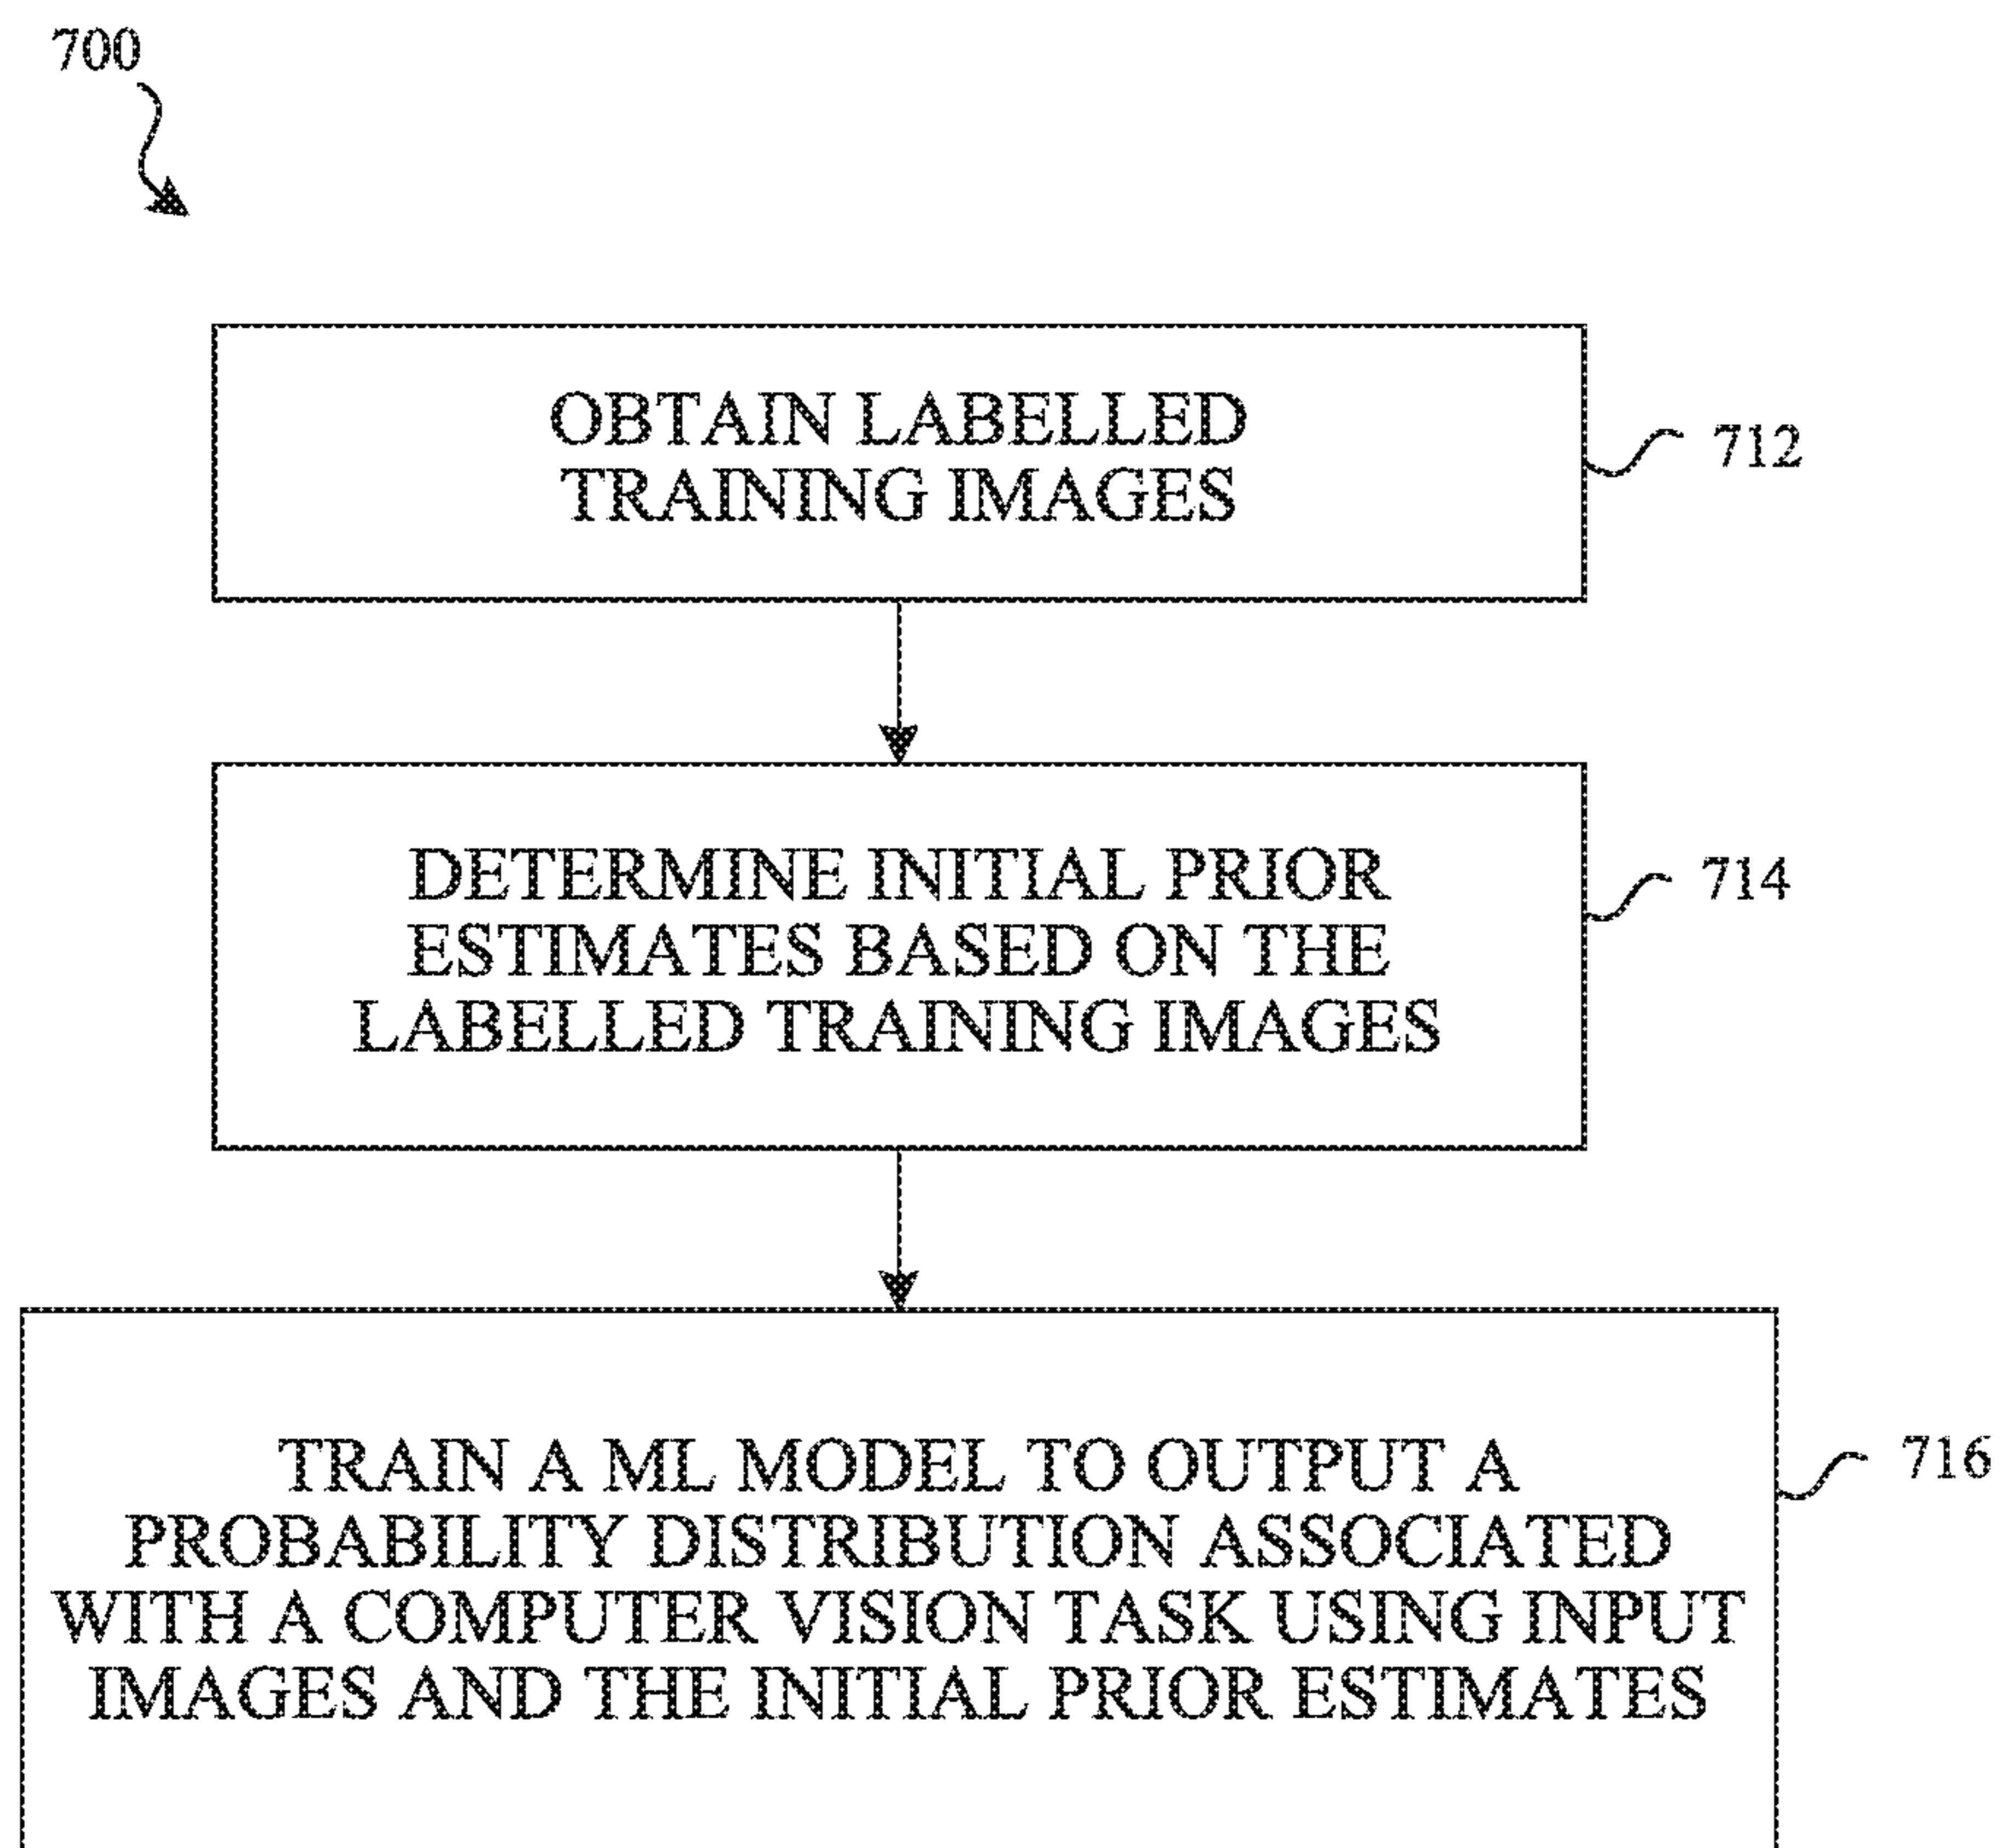 700
OBTAIN LABELLED
TRAINING IMAGES
712
DETERMINE INITIAL PRIOR
ESTIMATES BASED ON THE
LABELLED TRAINING IMAGES
714
TRAIN A ML MODEL TO OUTPUT A
PROBABILITY DISTRIBUTION ASSOCIATED
WITH A COMPUTER VISION TASK USING INPUT
IMAGES AND THE INITIAL PRIOR ESTIMATES
716